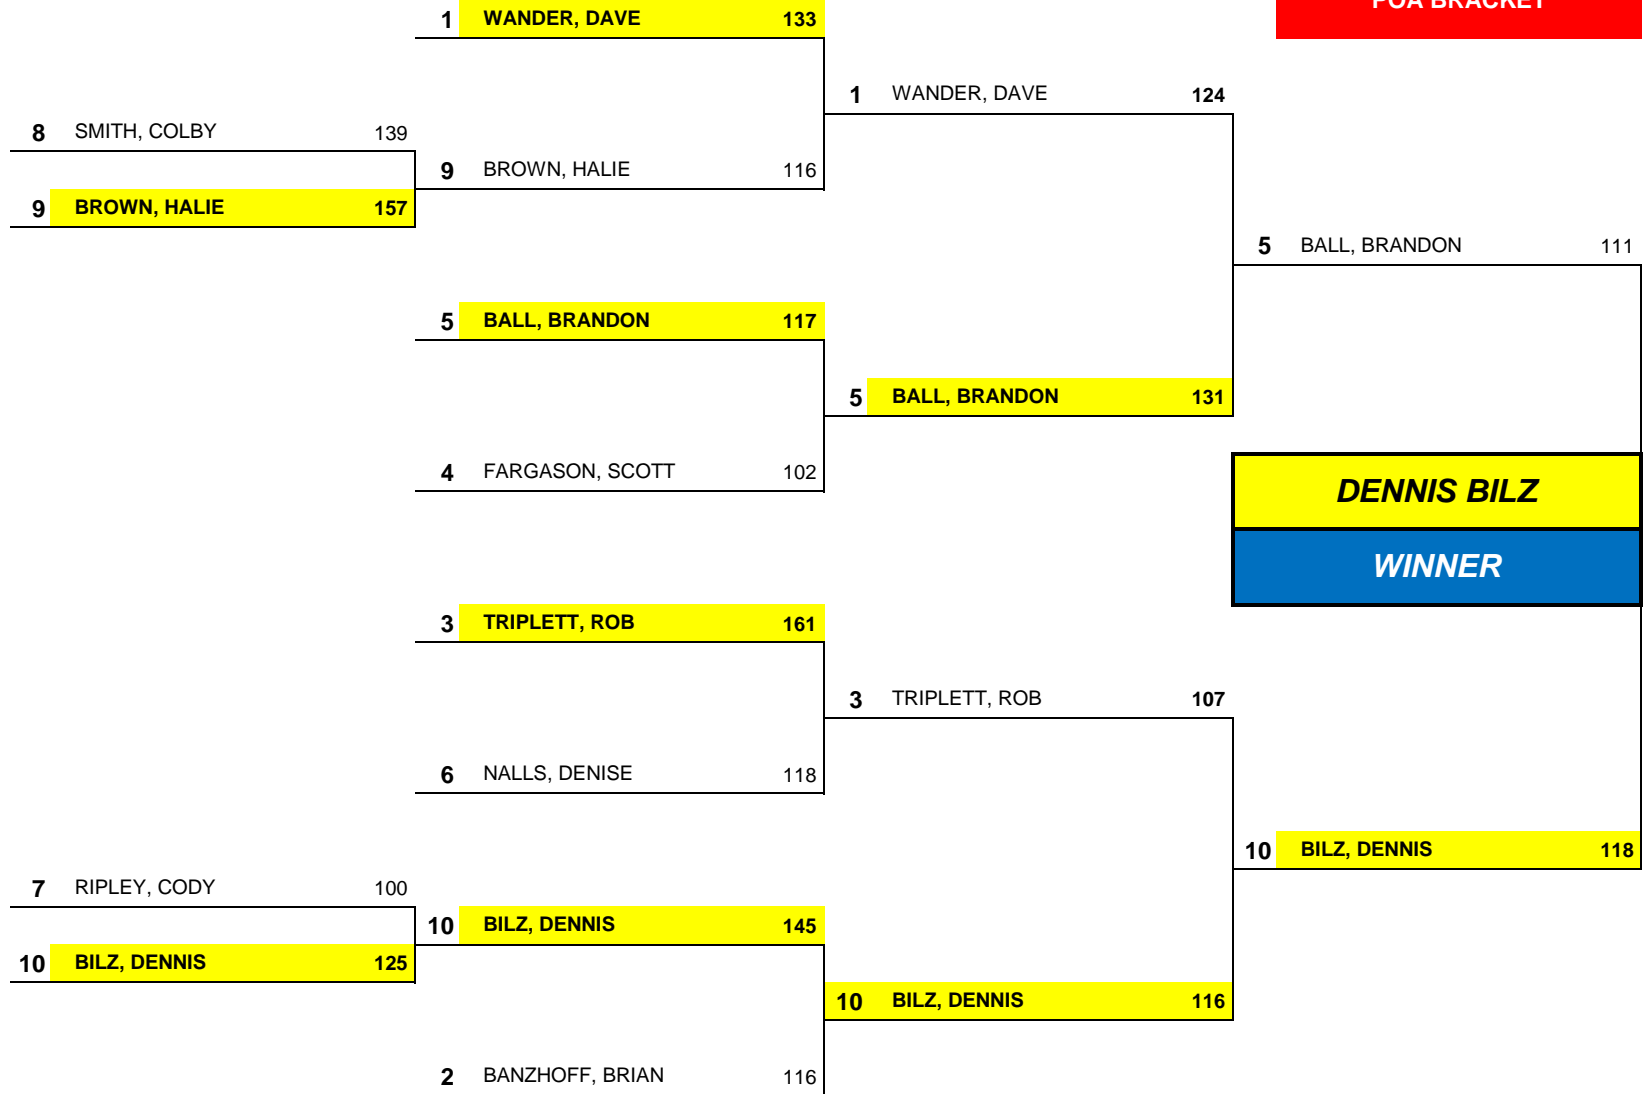 POA BRACKET
1 WANDER, DAVE 133
1 WANDER, DAVE 124
8 SMITH, COLBY 139
9 BROWN, HALIE 116
9 BROWN, HALIE 157
5 BALL, BRANDON 111
5 BALL, BRANDON 117
5 BALL, BRANDON 131
4 FARGASON, SCOTT 102
DENNIS BILZ
WINNER
3 TRIPLETT, ROB 161
3 TRIPLETT, ROB 107
6 NALLS, DENISE 118
10 BILZ, DENNIS 118
7 RIPLEY, CODY 100
10 BILZ, DENNIS 145
10 BILZ, DENNIS 125
10 BILZ, DENNIS 116
2 BANZHOFF, BRIAN 116